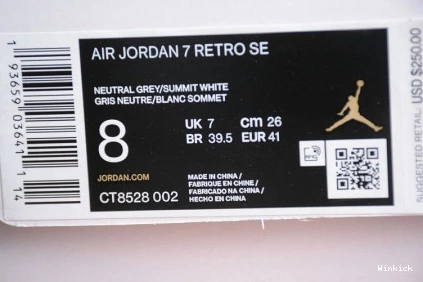 AIR JORDAN 7 RETRO SE
NEUTRAL GREY/SUMMIT WHITE
GRIS NEUTRE/BLANC SOMMET
8
UK 7 cm 26
BR 39.5 EUR 41
JORDAN.COM
CT8528 002
MADE IN CHINA /
FABRIQUE EN CHINE /
FABRICADO EN CHINA /
HECHO EN CHINA
1 93659 03641 1 14
SUGGESTED RETAIL USD $250.00
Winkick